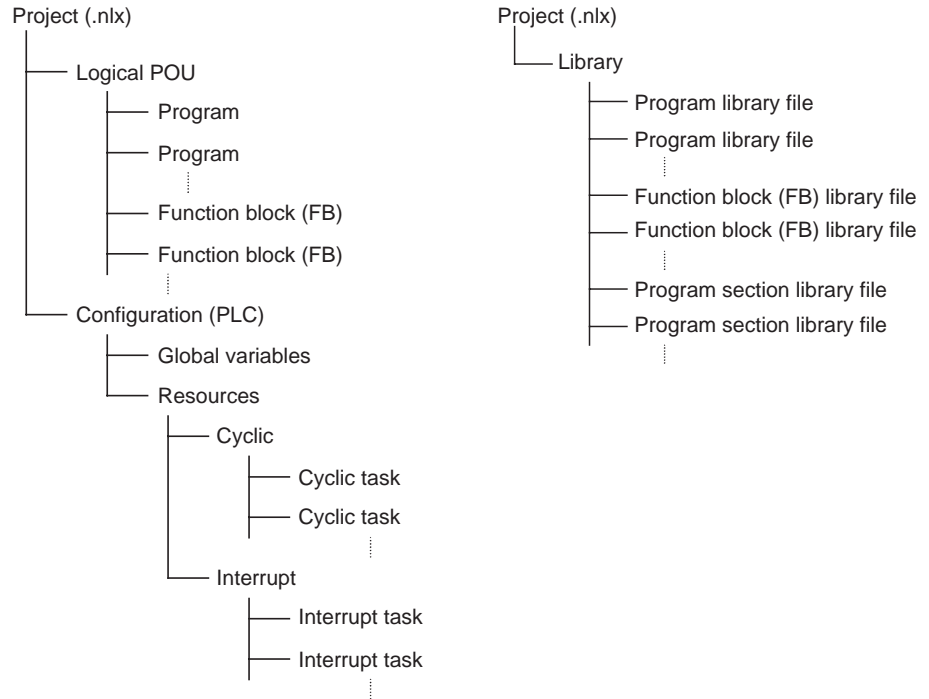 Project (.nlx)
Logical POU
Program
Program
Function block (FB)
Function block (FB)
Configuration (PLC)
Global variables
Resources
Cyclic
Cyclic task
Cyclic task
Interrupt
Interrupt task
Interrupt task
Project (.nlx)
Library
Program library file
Program library file
Function block (FB) library file
Function block (FB) library file
Program section library file
Program section library file